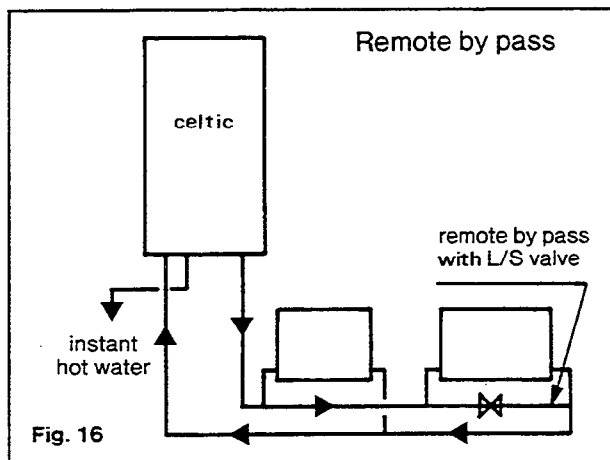 Remote by pass
celtic
remote by pass
with L/S valve
instant
hot water
Fig. 16